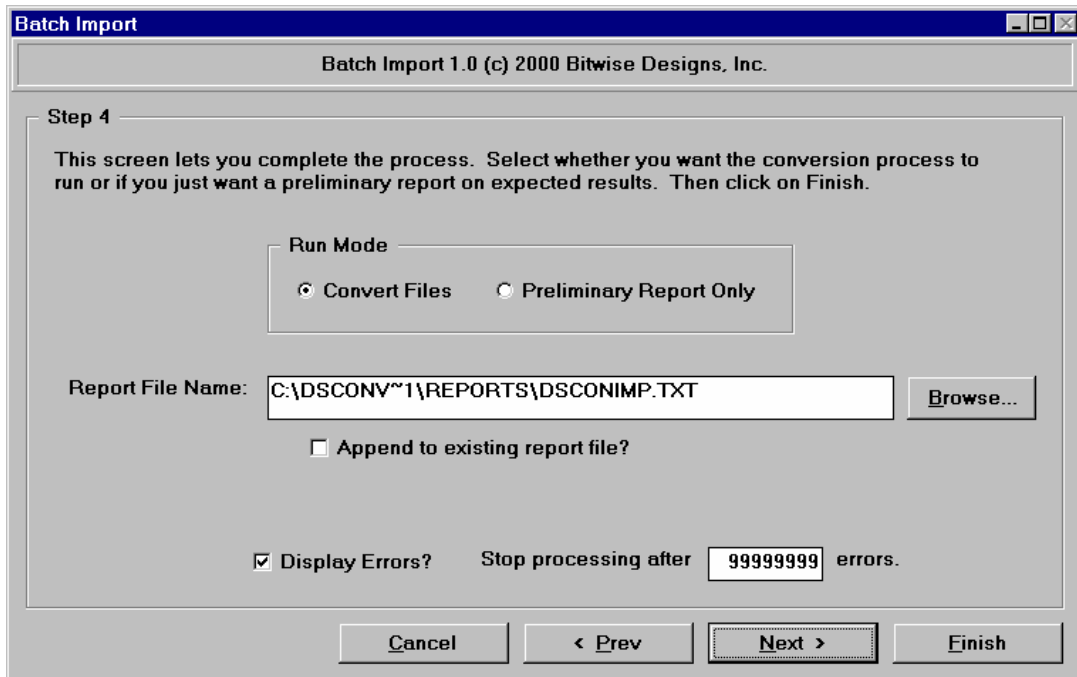 Batch Import
Batch Import 1.0 (c) 2000 Bitwise Designs, Inc.
Step 4
This screen lets you complete the process. Select whether you want the conversion process to
run or if you just want a preliminary report on expected results. Then click on Finish.
Run Mode
Convert Files Preliminary Report Only
Report File Name: C:\DSCONV~1\REPORTS\DSCONIMP.TXT Browse...
Append to existing report file?
Display Errors? Stop processing after 99999999 errors.
Cancel < Prev Next > Finish